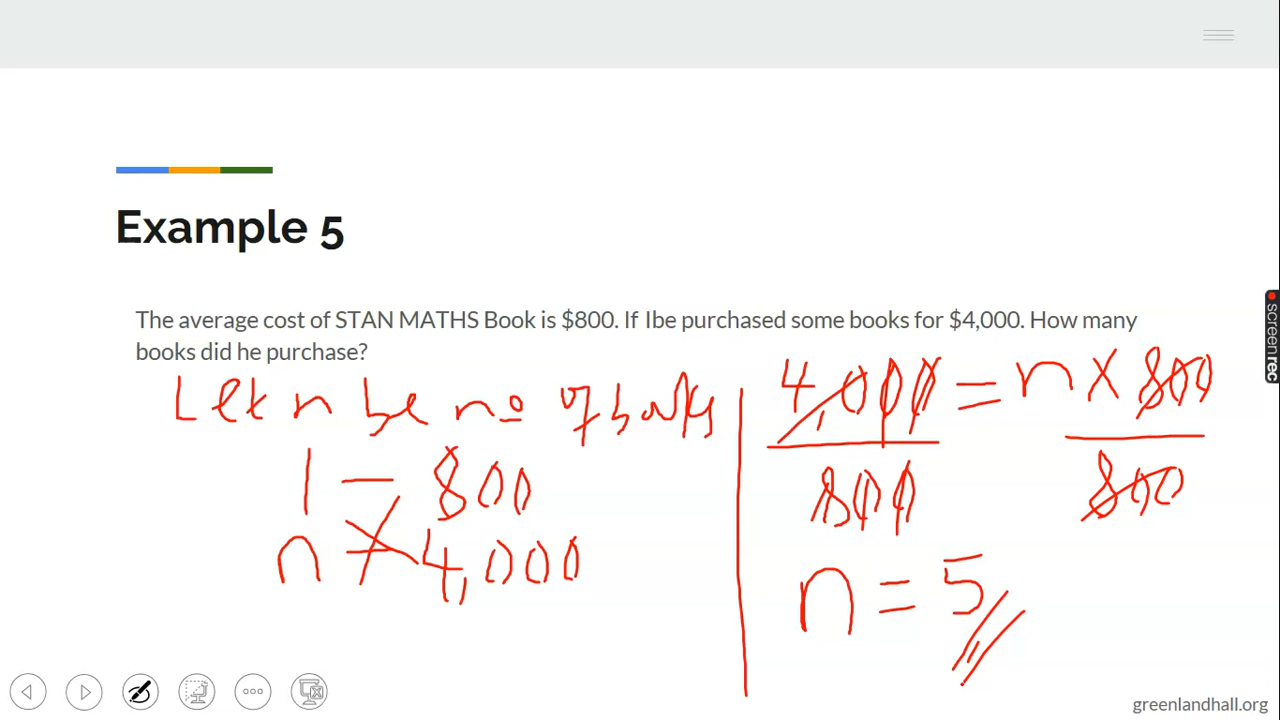 Example 5
The average cost of STAN MATHS Book is $800. If Ibe purchased some books for $4,000. How many
books did he purchase?
Let n be no of books
1 - 800
n - 4,000
4,000 = n x 800
800 800
n = 5
screenrec
greenlandhall.org